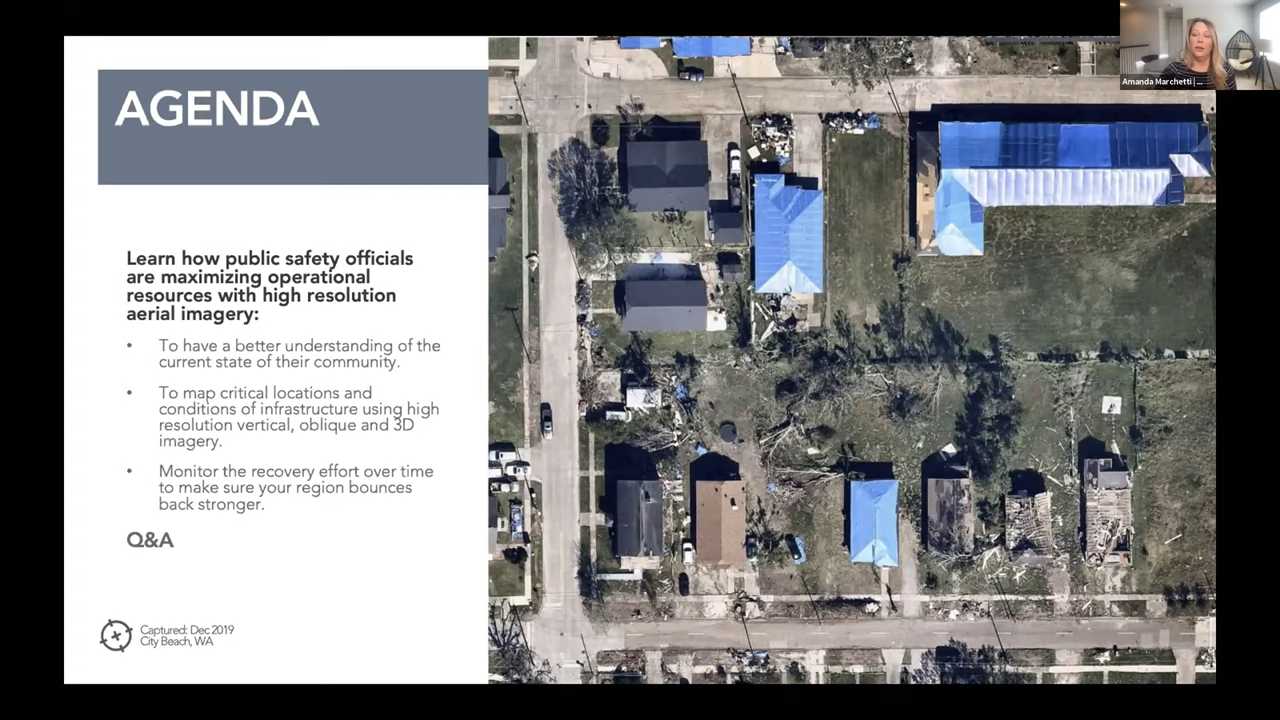 Amanda Marchetti | ...
AGENDA
Learn how public safety officials
are maximizing operational
resources with high resolution
aerial imagery:
• To have a better understanding of the
current state of their community.
• To map critical locations and
conditions of infrastructure using high
resolution vertical, oblique and 3D
imagery.
• Monitor the recovery effort over time
to make sure your region bounces
back stronger.
Q&A
Captured: Dec 2019
City Beach, WA